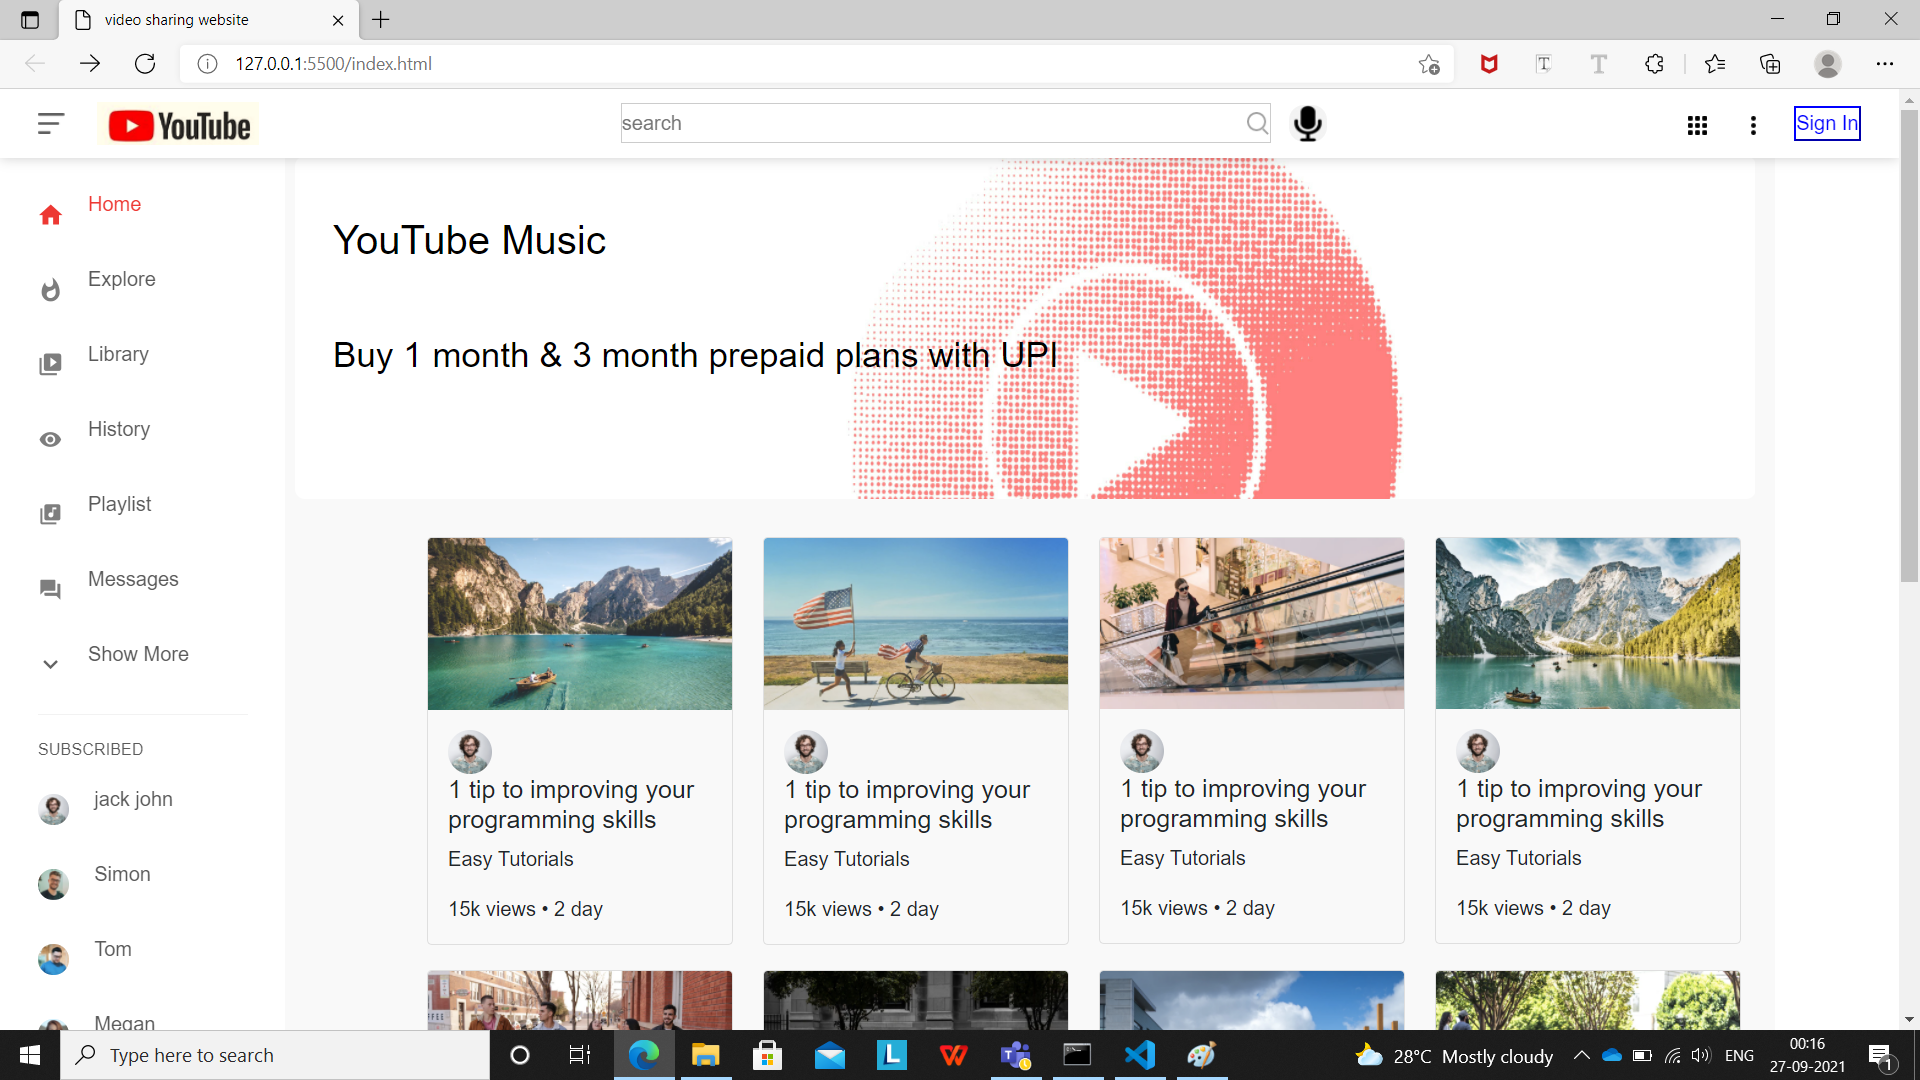 video sharing website
127.0.0.1:5500/index.html
YouTube
search
Sign In
Home
Explore
Library
History
Playlist
Messages
Show More
SUBSCRIBED
jack john
Simon
Tom
Megan
YouTube Music
Buy 1 month & 3 month prepaid plans with UPI
1 tip to improving your
programming skills
Easy Tutorials
15k views • 2 day
1 tip to improving your
programming skills
Easy Tutorials
15k views • 2 day
1 tip to improving your
programming skills
Easy Tutorials
15k views • 2 day
1 tip to improving your
programming skills
Easy Tutorials
15k views • 2 day
Type here to search
28°C Mostly cloudy
ENG
00:16
27-09-2021
1